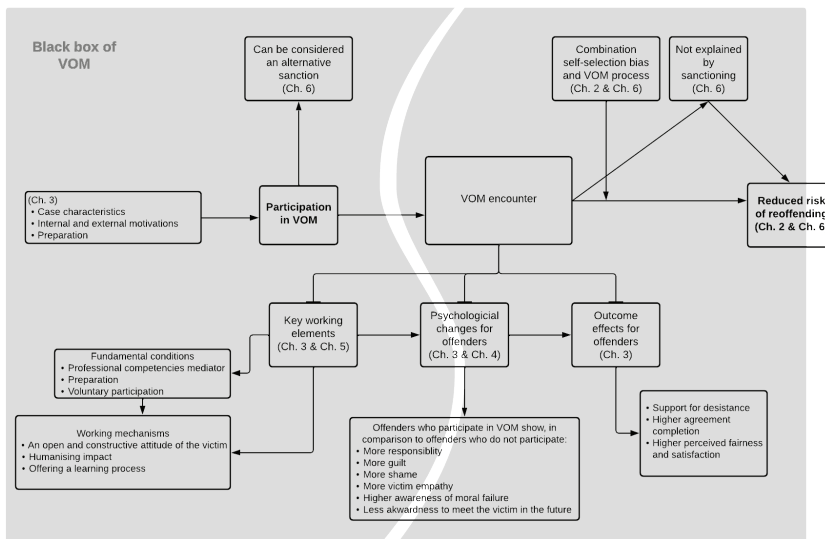 Black box of
VOM
Can be considered
an alternative
sanction
(Ch. 6)
Combination
self-selection bias
and VOM process
(Ch. 2 & Ch. 6)
Not explained
by
sanctioning
(Ch. 6)
(Ch. 3)
• Case characteristics
• Internal and external motivations
• Preparation
Participation
in VOM
VOM encounter
Reduced risk
of reoffending
(Ch. 2 & Ch. 6
Key working
elements
(Ch. 3 & Ch. 5)
Psychologicial
changes for
offenders
(Ch. 3 & Ch. 4)
Outcome
effects for
offenders
(Ch. 3)
Fundamental conditions
• Professional competencies mediator
• Preparation
• Voluntary participation
Working mechanisms
• An open and constructive attitude of the victim
• Humanising impact
• Offering a learning process
Offenders who participate in VOM show, in
comparison to offenders who do not participate:
• More responsiblity
• More guilt
• More shame
• More victim empathy
• Higher awareness of moral failure
• Less akwardness to meet the victim in the future
• Support for desistance
• Higher agreement
completion
• Higher perceived fairness
and satisfaction